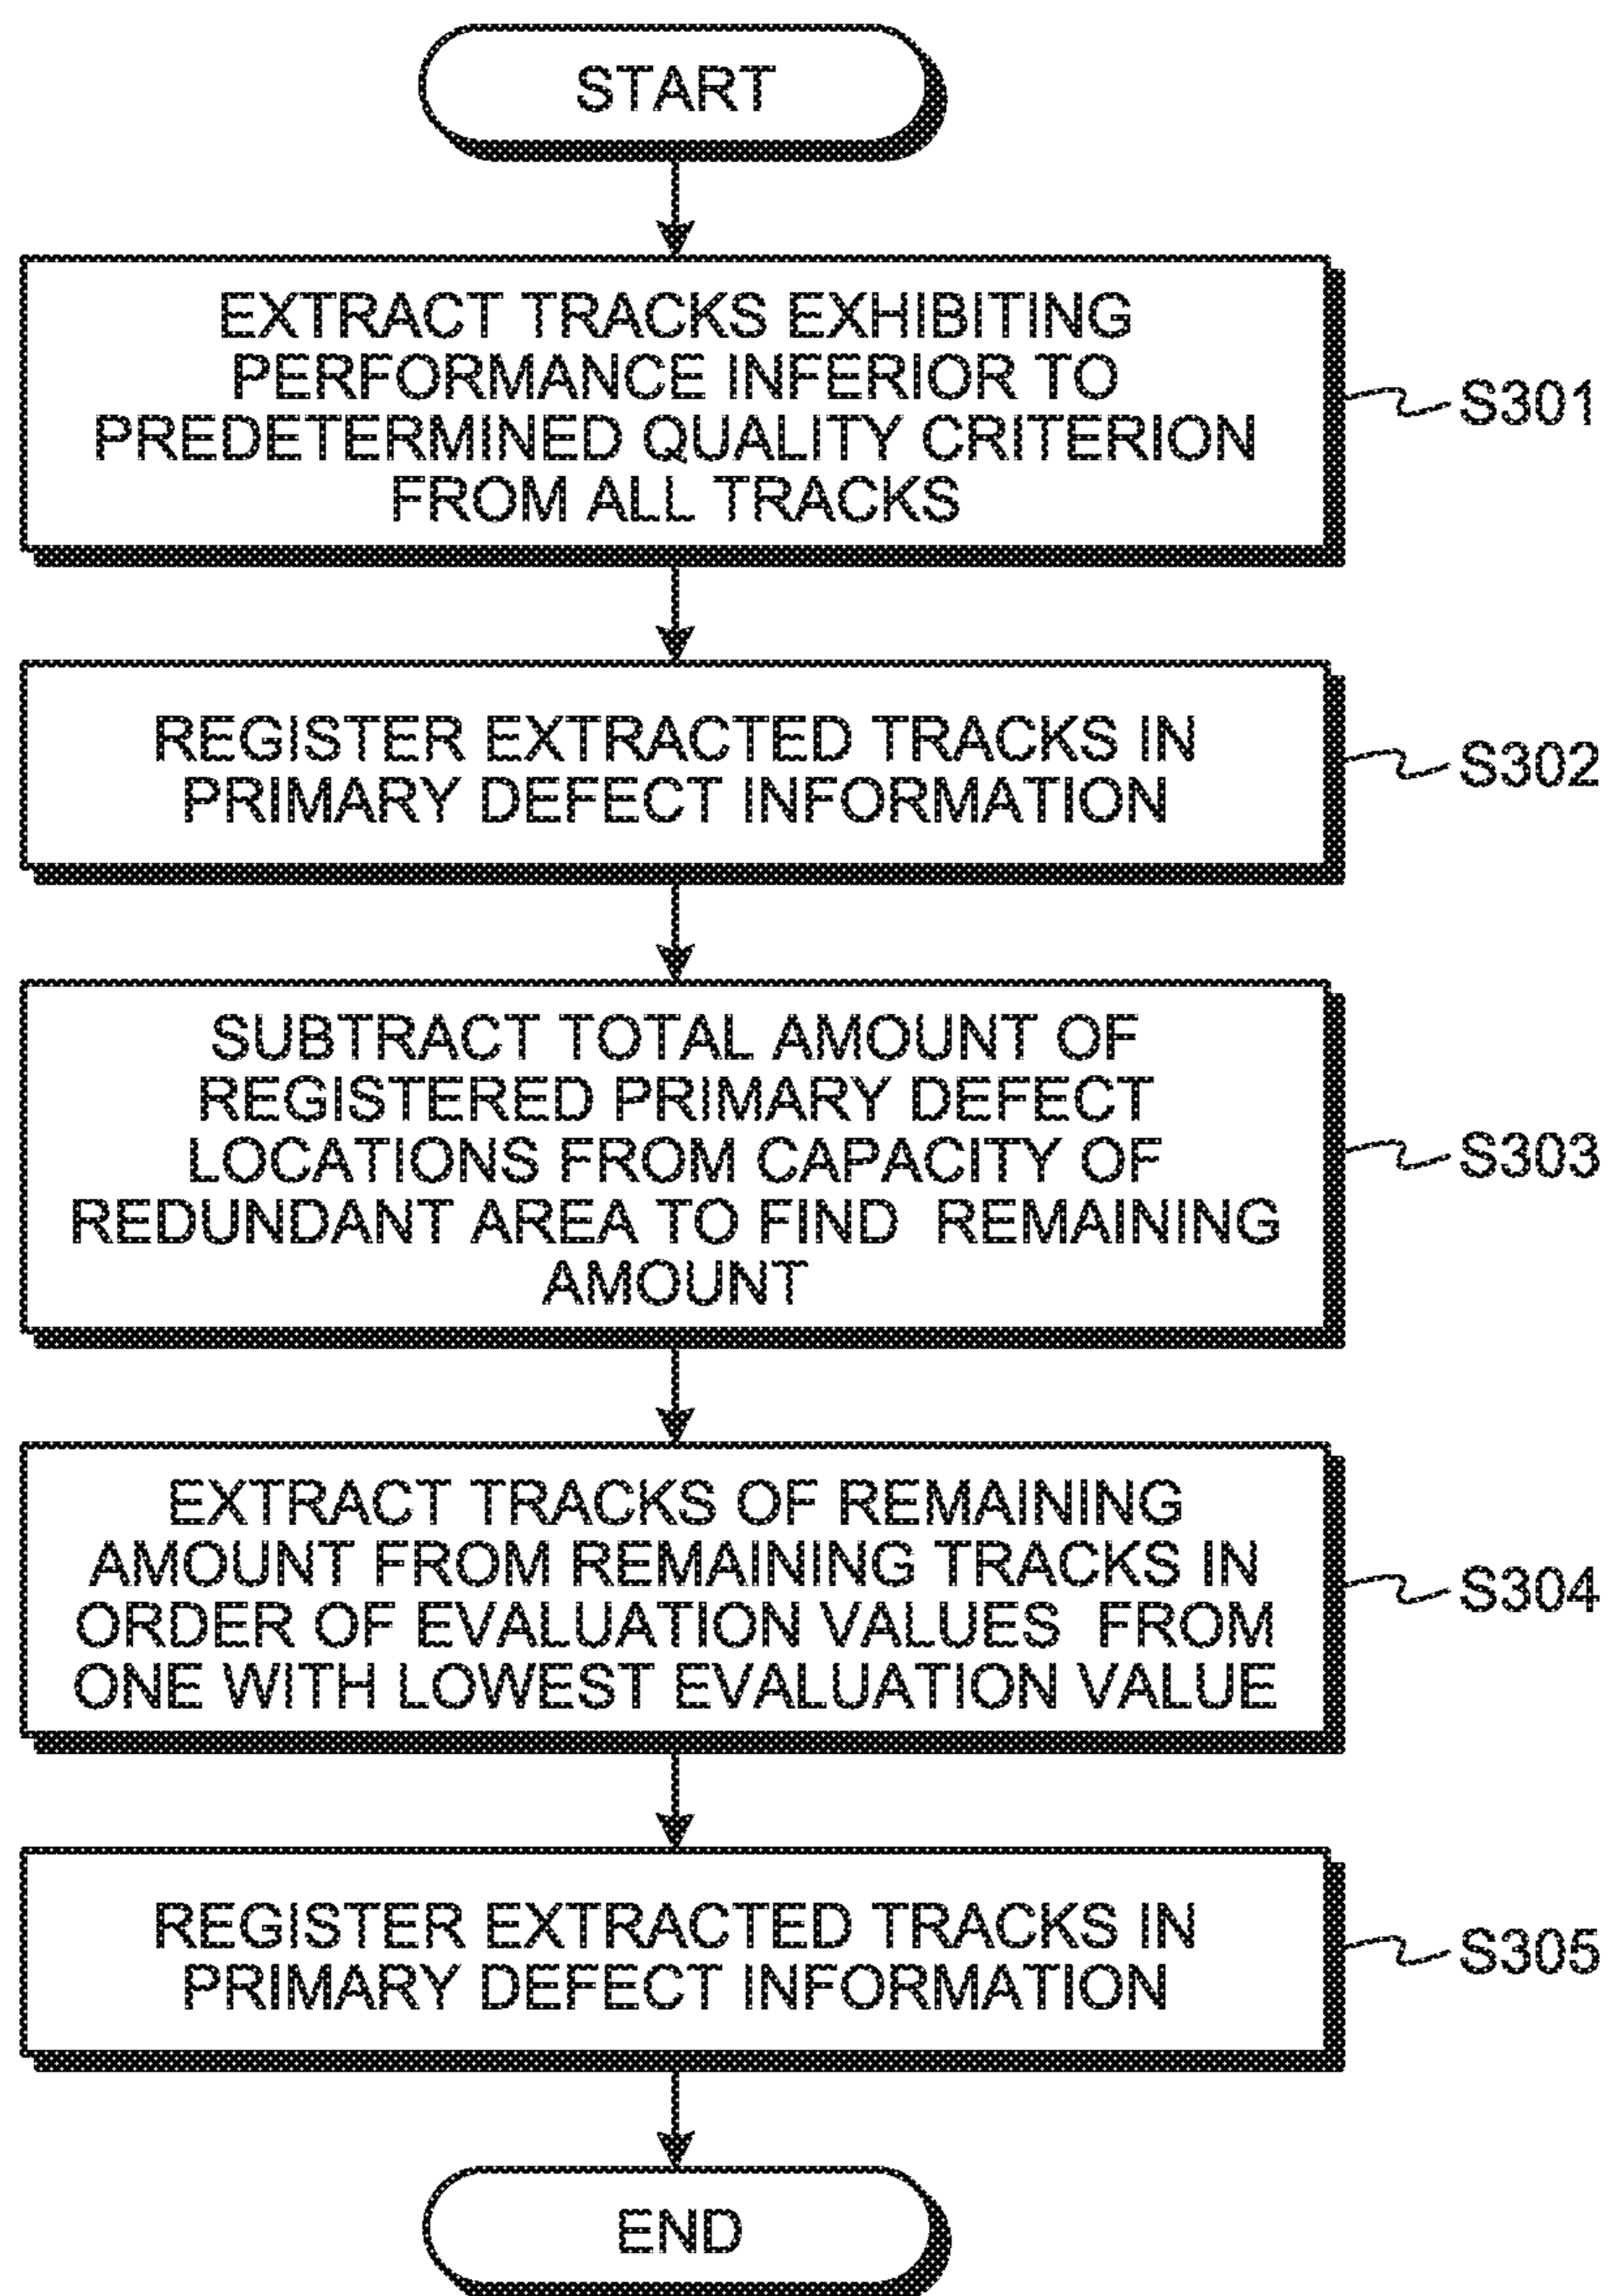 START
EXTRACT TRACKS EXHIBITING
PERFORMANCE INFERIOR TO
PREDETERMINED QUALITY CRITERION
FROM ALL TRACKS
S301
REGISTER EXTRACTED TRACKS IN
PRIMARY DEFECT INFORMATION
S302
SUBTRACT TOTAL AMOUNT OF
REGISTERED PRIMARY DEFECT
LOCATIONS FROM CAPACITY OF
REDUNDANT AREA TO FIND REMAINING
AMOUNT
S303
EXTRACT TRACKS OF REMAINING
AMOUNT FROM REMAINING TRACKS IN
ORDER OF EVALUATION VALUES FROM
ONE WITH LOWEST EVALUATION VALUE
S304
REGISTER EXTRACTED TRACKS IN
PRIMARY DEFECT INFORMATION
S305
END